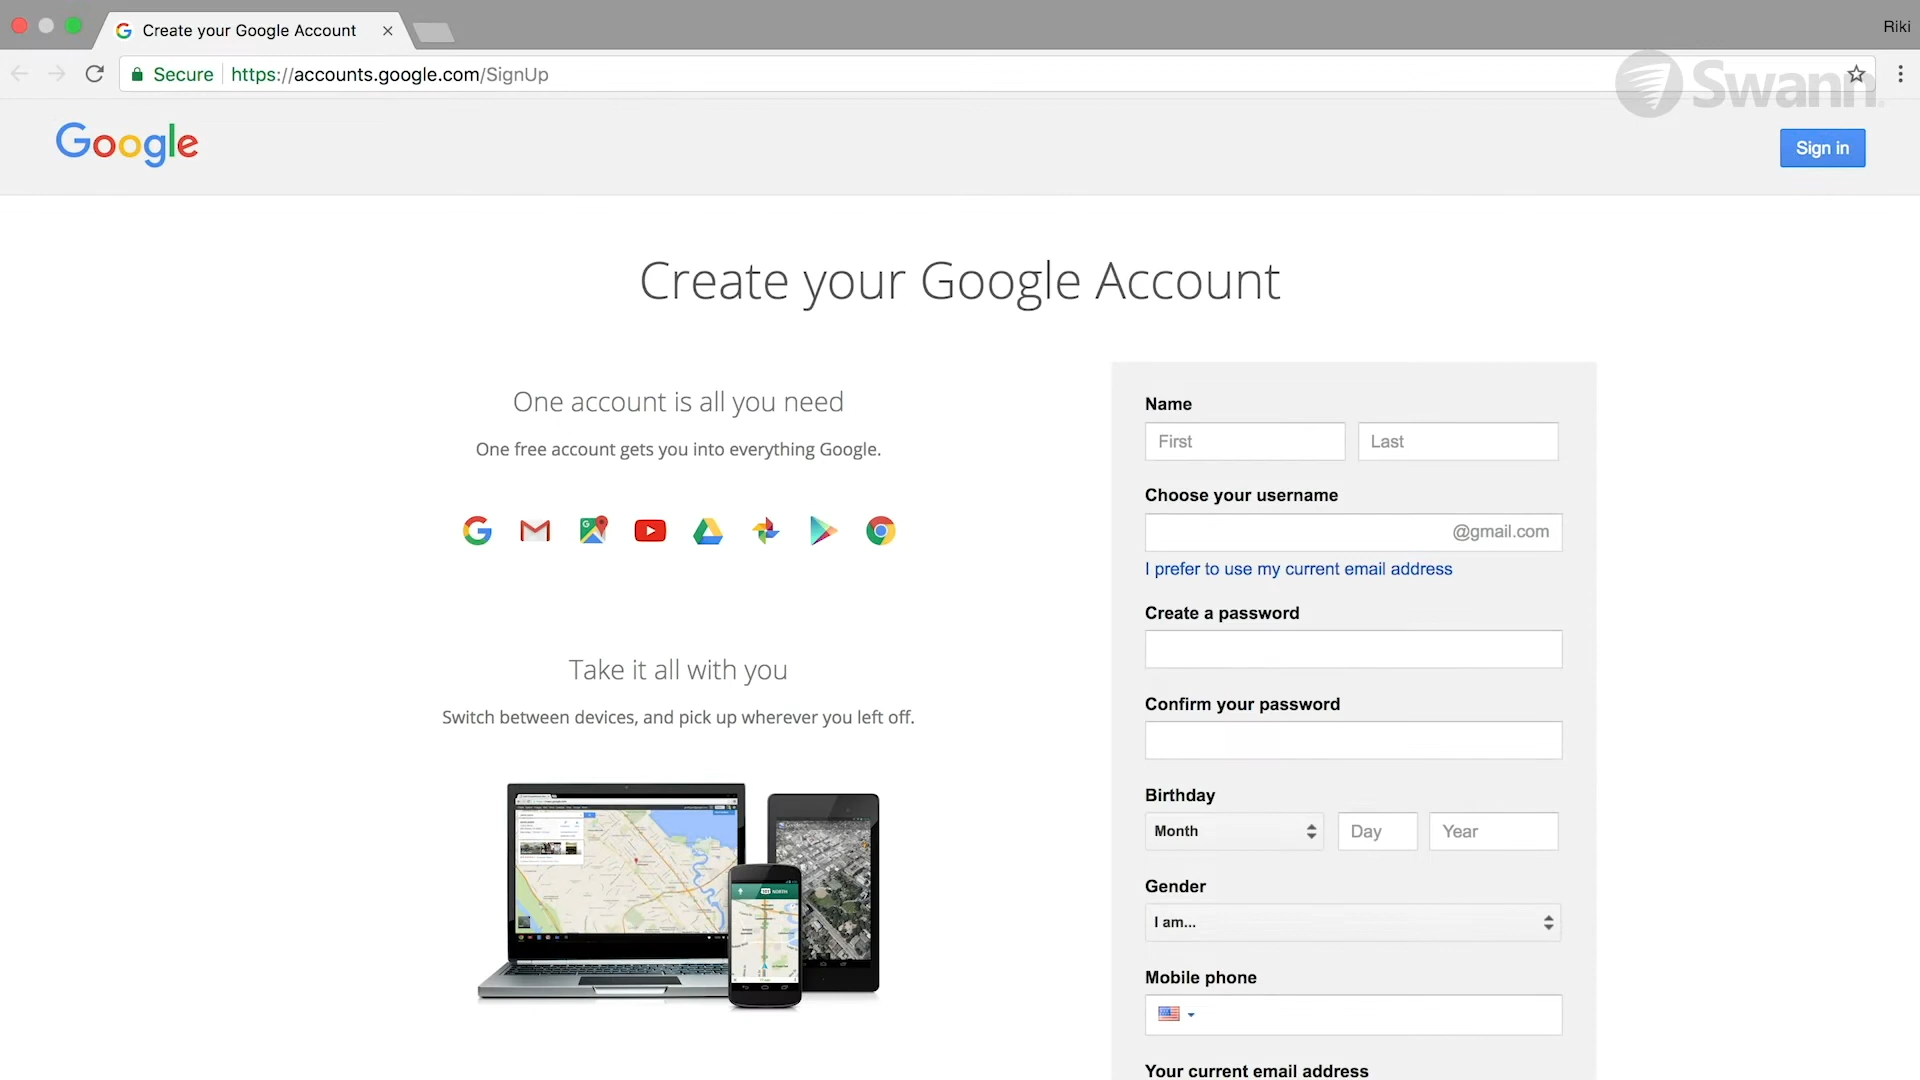 Create your Google Account
Riki
Secure https://accounts.google.com/SignUp
Swann
Google
Sign in
Create your Google Account
One account is all you need
One free account gets you into everything Google.
Take it all with you
Switch between devices, and pick up wherever you left off.
Name
First Last
Choose your username
@gmail.com
I prefer to use my current email address
Create a password
Confirm your password
Birthday
Month Day Year
Gender
I am...
Mobile phone
Your current email address